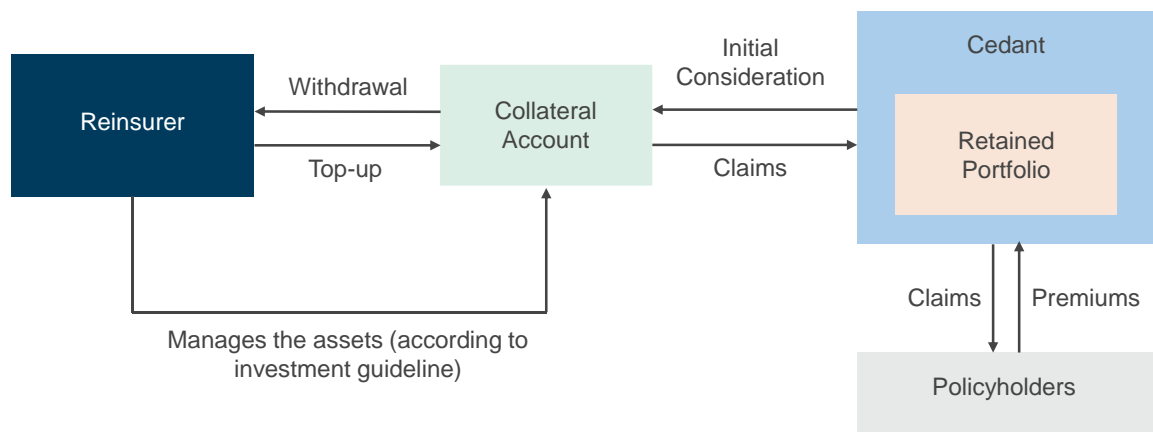 Reinsurer
Withdrawal
Top-up
Collateral
Account
Initial
Consideration
Claims
Cedant
Retained
Portfolio
Manages the assets (according to
investment guideline)
Claims
Premiums
Policyholders